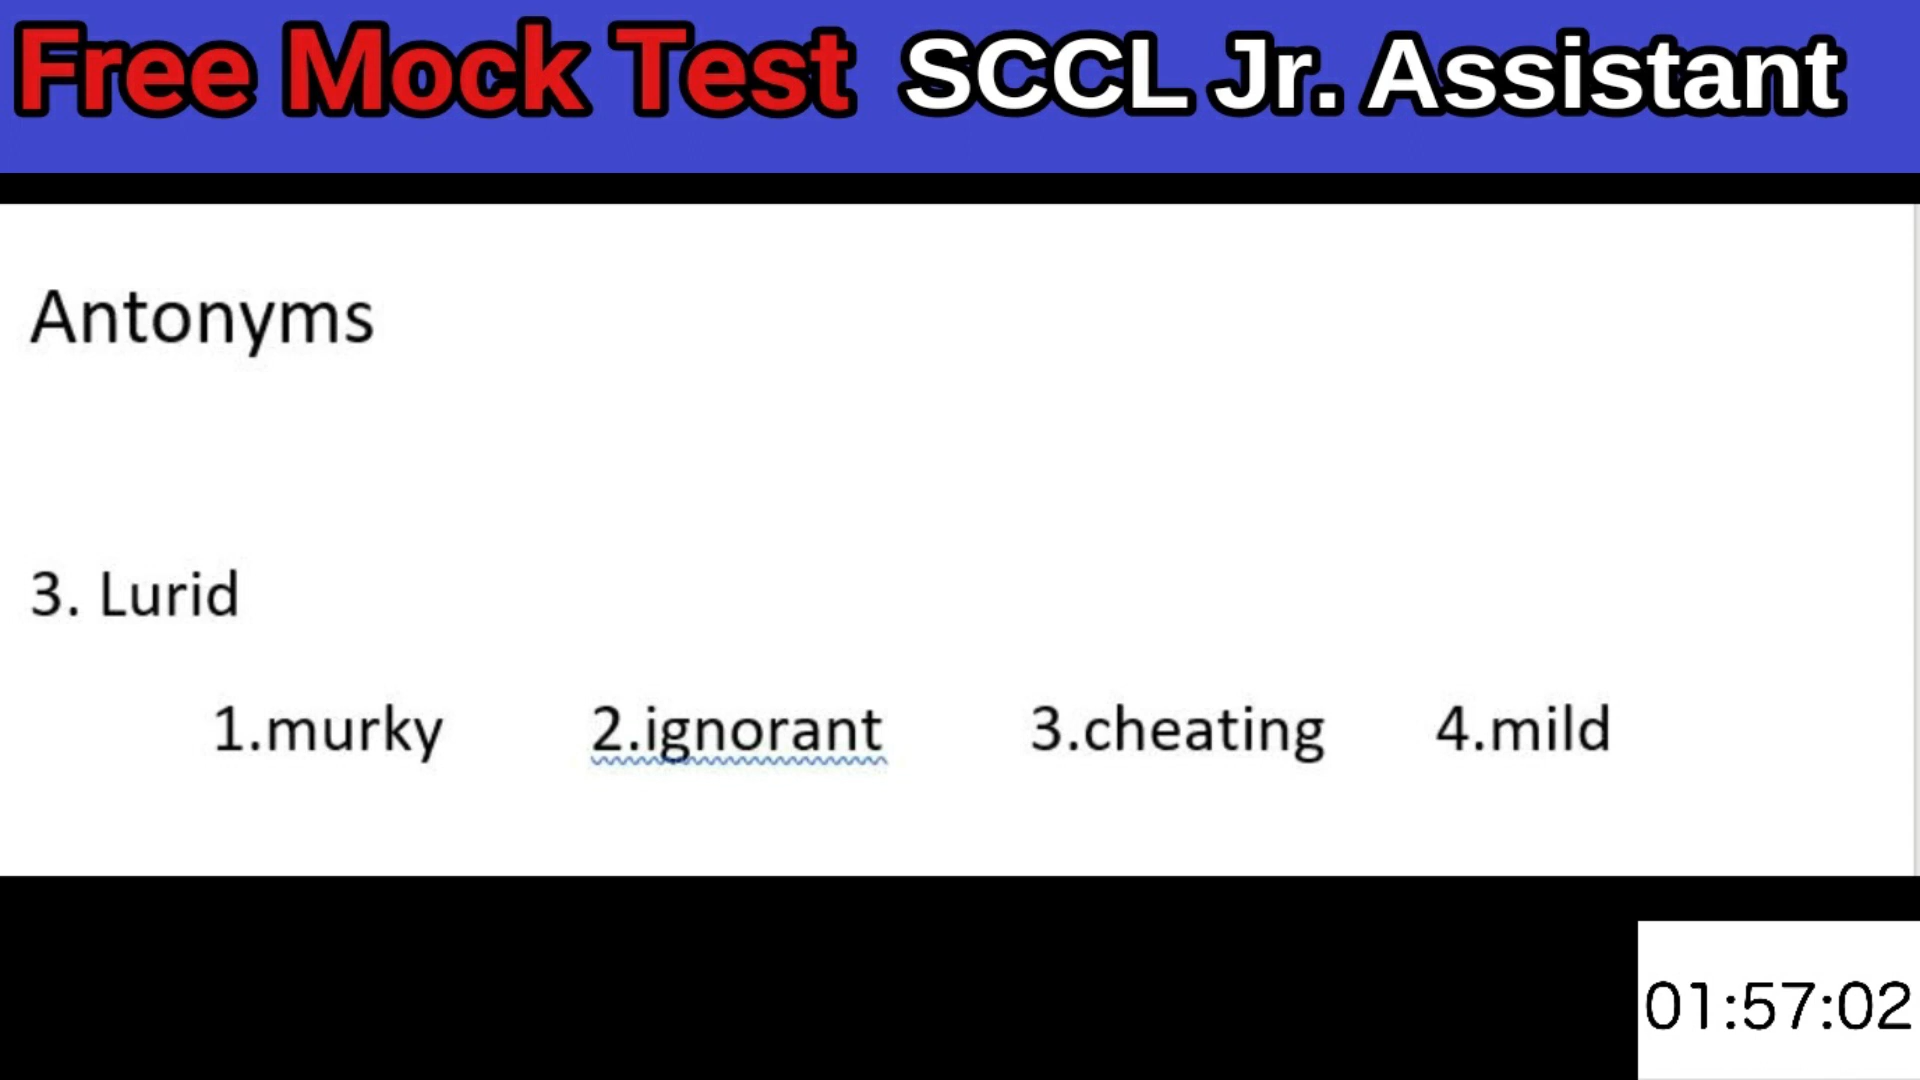 Free Mock Test SCCL Jr. Assistant
Antonyms
3. Lurid
1.murky 2.ignorant 3.cheating 4.mild
01:57:02